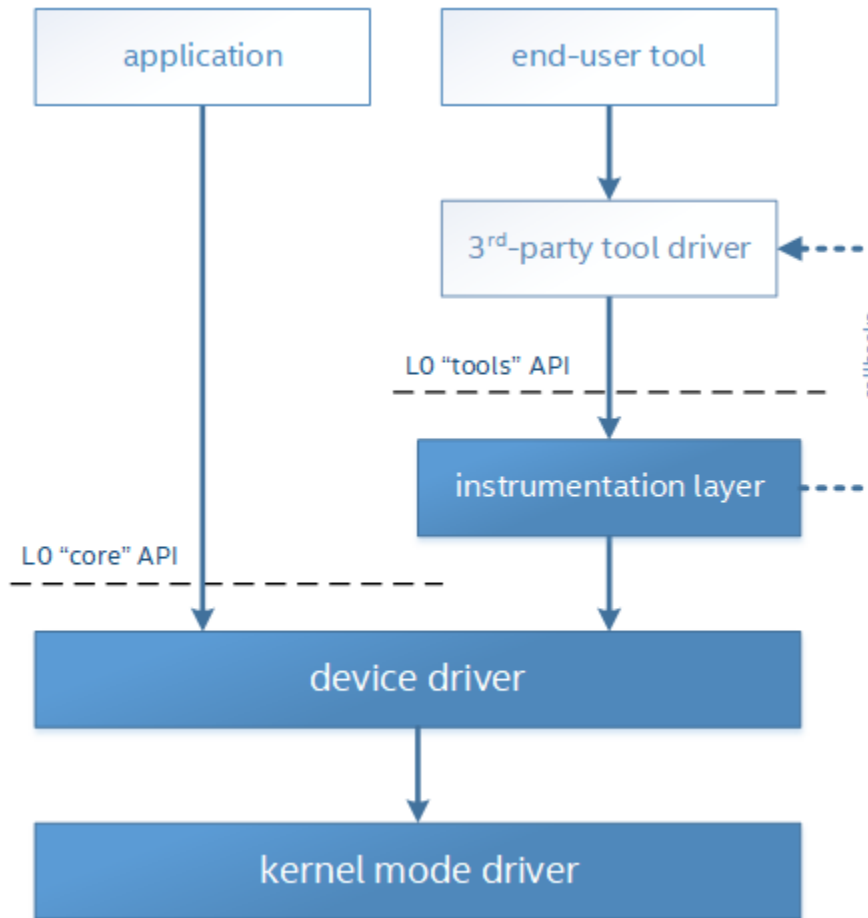 application
end-user tool
3rd-party tool driver
L0 “tools” API
instrumentation layer
L0 “core” API
device driver
kernel mode driver